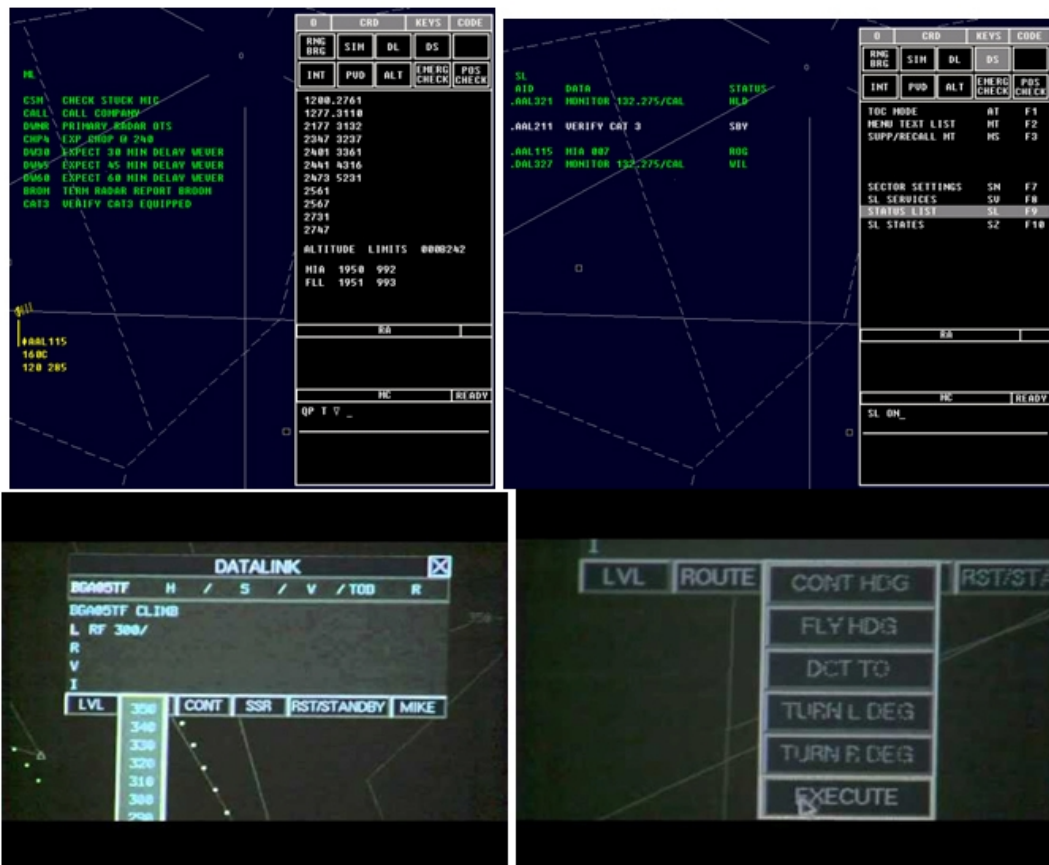 ML
CSM CHECK STUCK MIC
CALL CALL COMPANY
DWNR PRIMARY RADAR OTS
CHP4 EXP CHOP @ 240
DW30 EXPECT 30 MIN DELAY WEVER
DW45 EXPECT 45 MIN DELAY WEVER
DW60 EXPECT 60 MIN DELAY WEVER
BROM TERM RADAR REPORT BROOM
CAT3 VERIFY CAT3 EQUIPPED
AAL115
160C
120 285
CRD KEYS CODE
RNG BRG SIM DL DS
INT PVD ALT EMERG CHECK POS CHECK
1200.2761
1277.3110
2177 3132
2347 3237
2401 3361
2441 4316
2473 5231
2561
2567
2731
2747
ALTITUDE LIMITS 000B242
MIA 1950 992
FLL 1951 993
RA
MC READY
QP T ∇ _
SL
AID DATA STATUS
.AAL321 MONITOR 132.275/CAL HLD
.AAL211 VERIFY CAT 3 SBY
.AAL115 MIA 007 ROG
.DAL327 MONITOR 132.275/CAL WIL
CRD KEYS CODE
RNG BRG SIM DL DS
INT PVD ALT EMERG CHECK POS CHECK
TOC MODE AT F1
MENU TEXT LIST MT F2
SUPP/RECALL MT MS F3
SECTOR SETTINGS SN F7
SL SERVICES SV F8
STATUS LIST SL F9
SL STATES SZ F10
RA
MC READY
SL ON_
DATALINK
BGA05TF H / S / V / TOD R
BGA05TF CLIMB
L RF 300/
R
V
I
LVL CONT SSR RST/STANDBY MIKE
350
340
330
320
310
300
290
I
LVL ROUTE RST/STA
CONT HDG
FLY HDG
DCT TO
TURN L DEG
TURN R DEG
EXECUTE